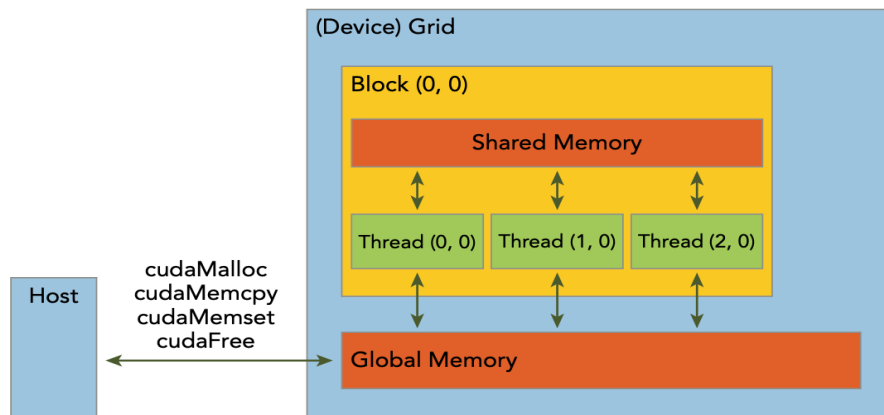 (Device) Grid
Block (0, 0)
Shared Memory
Thread (0, 0)
Thread (1, 0)
Thread (2, 0)
cudaMalloc
cudaMemcpy
cudaMemset
cudaFree
Host
Global Memory